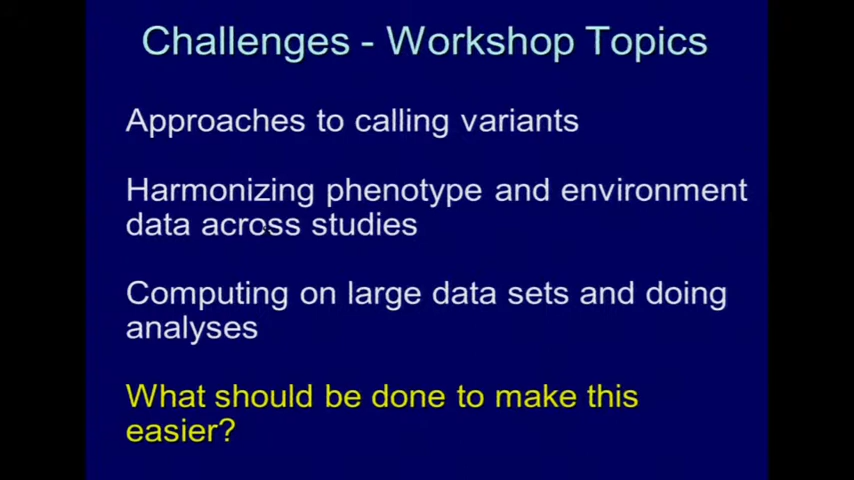 Challenges - Workshop Topics
Approaches to calling variants
Harmonizing phenotype and environment
data across studies
Computing on large data sets and doing
analyses
What should be done to make this
easier?